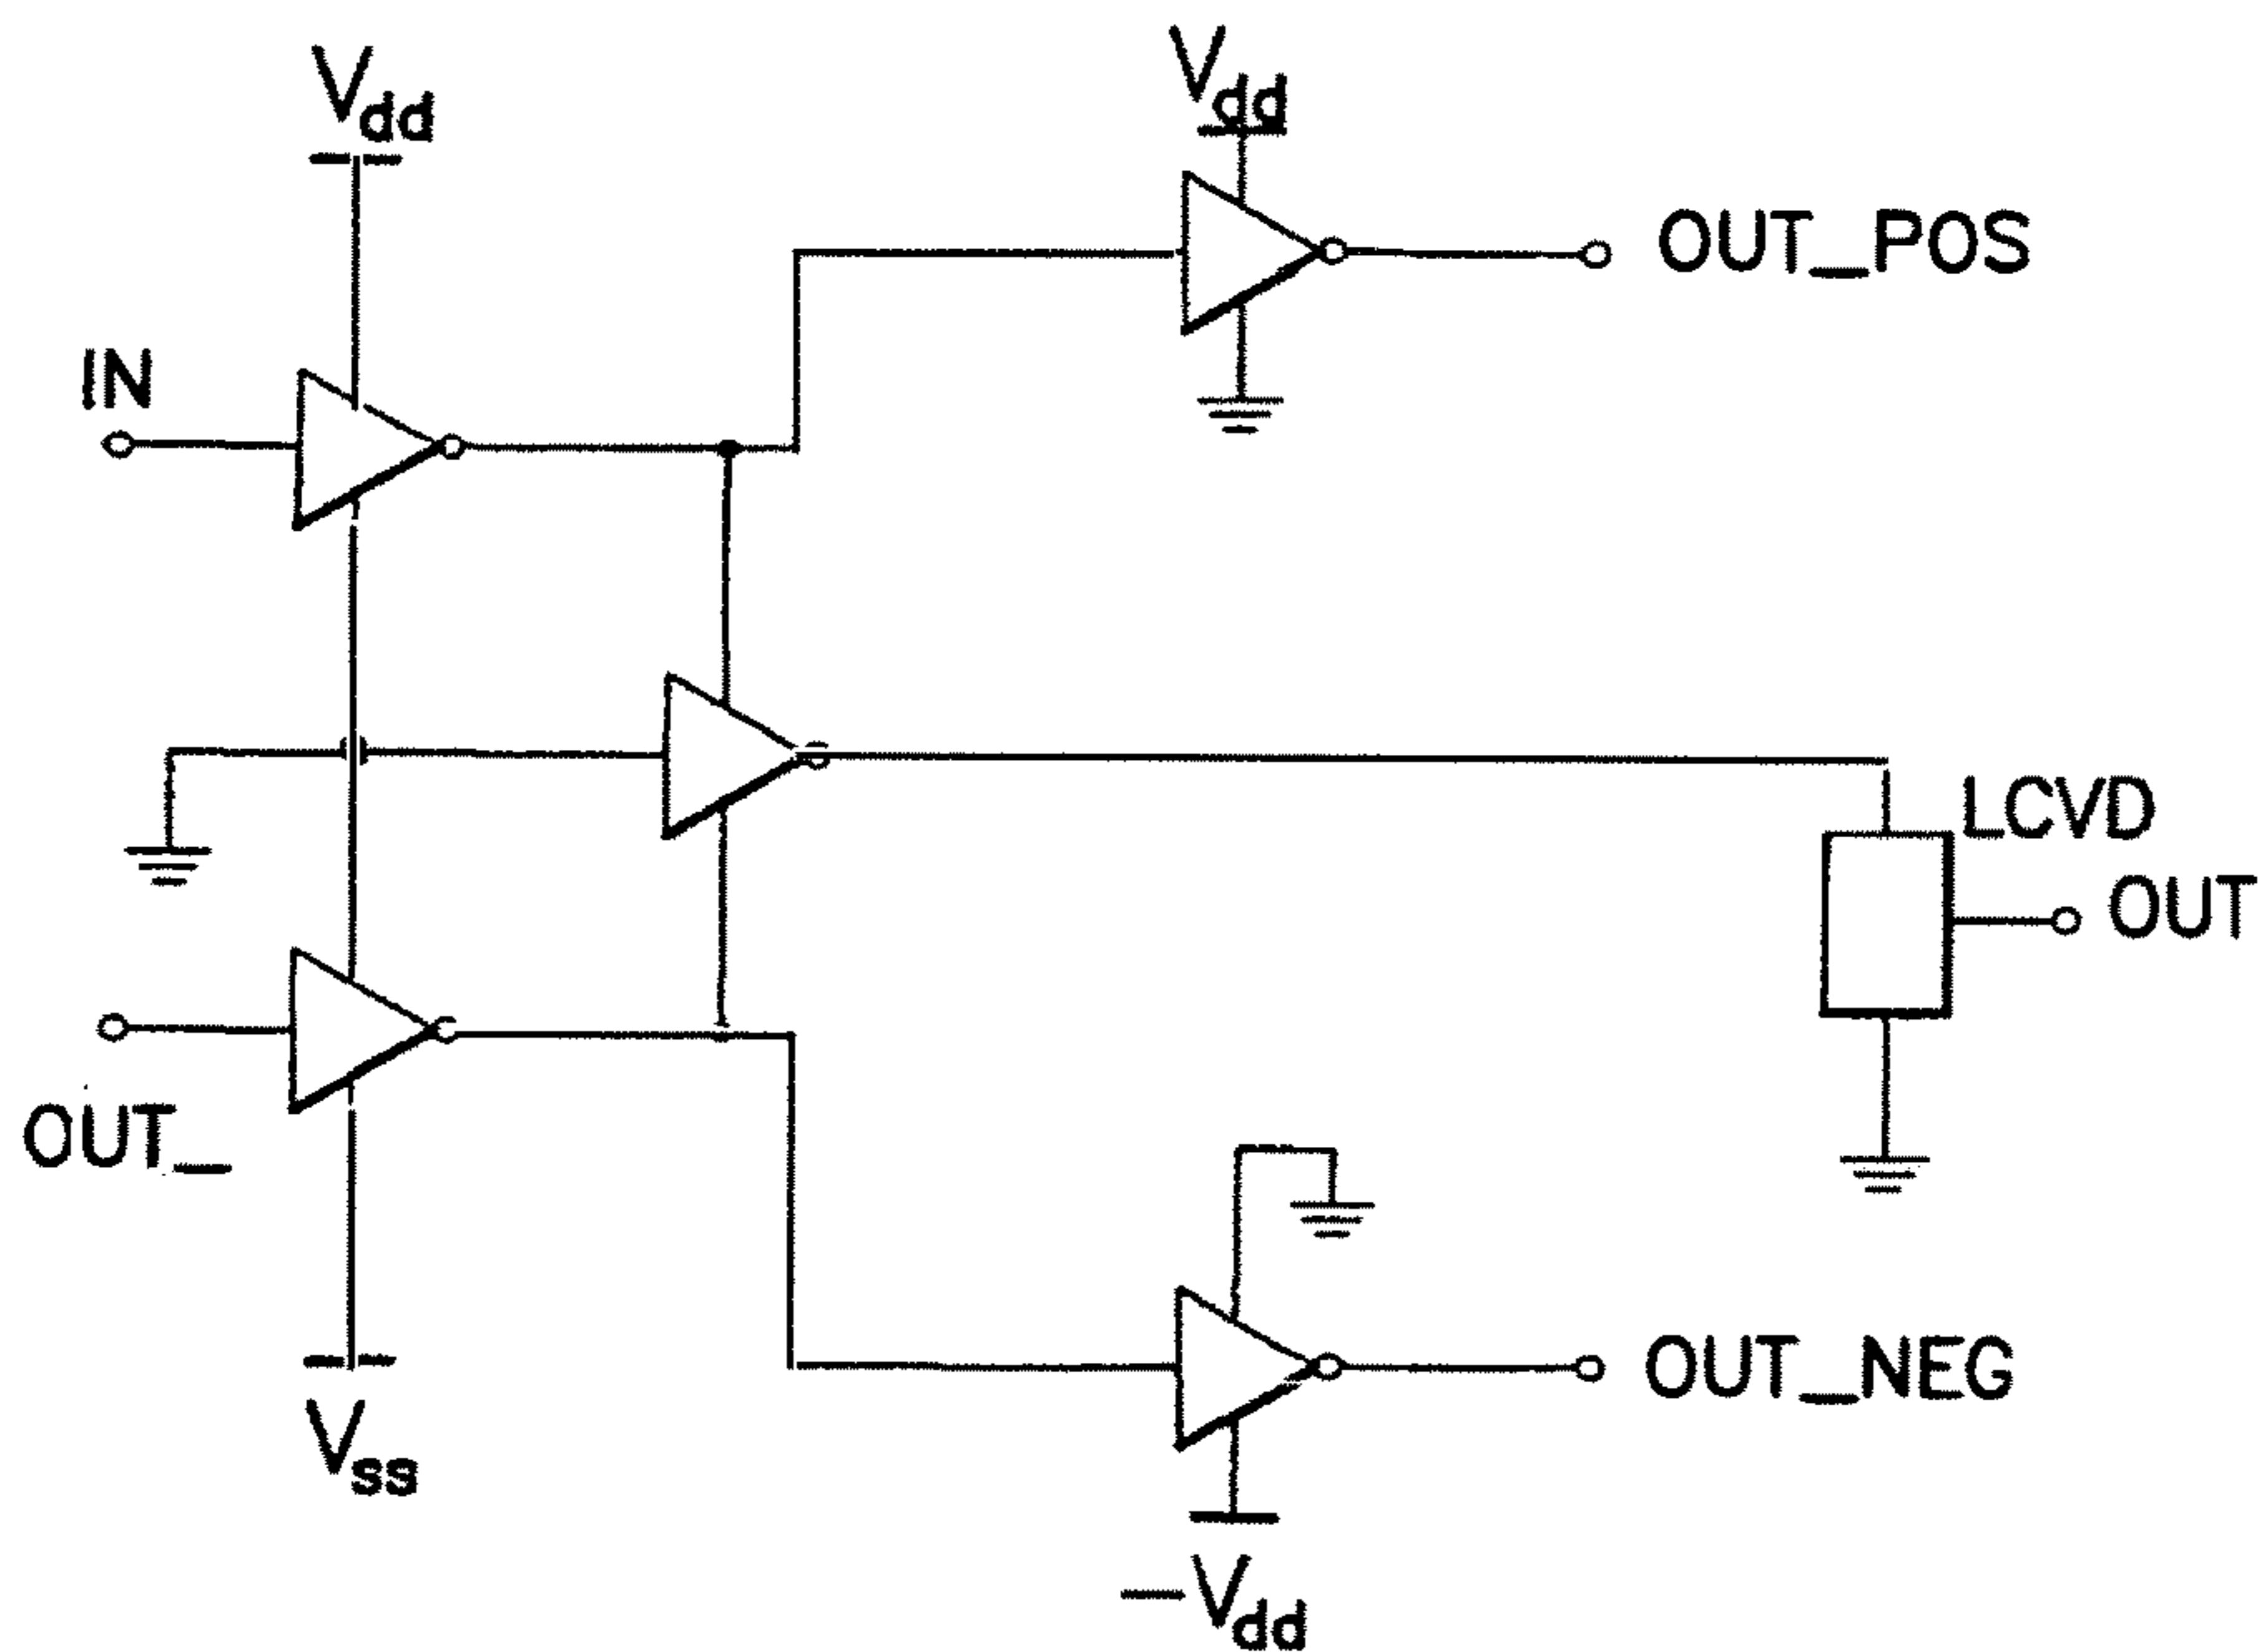 Vdd
Vdd
OUT_POS
IN
LCVD
OUT
OUT_
OUT_NEG
Vss
−Vdd